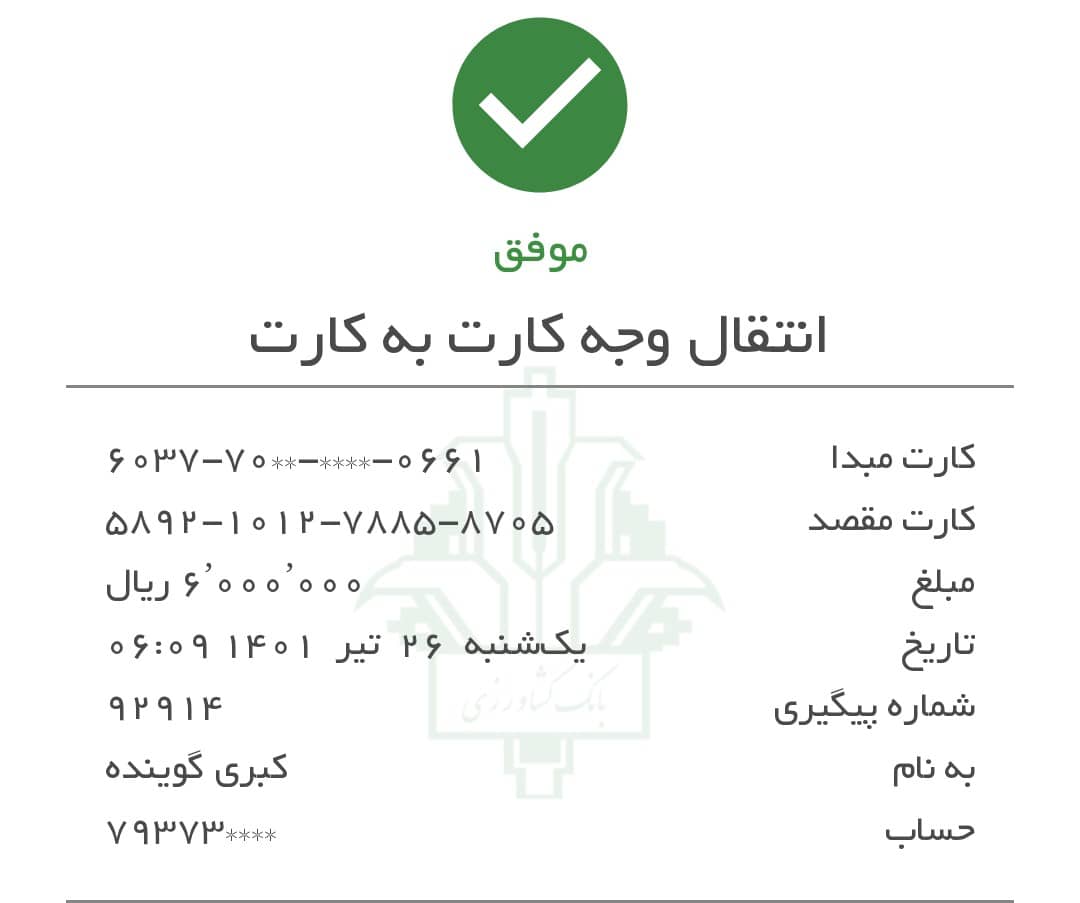 موفق
انتقال وجه کارت به کارت
کارت مبدا ۶۰۳۷-۷۰**-****-۰۶۶۱
کارت مقصد ۵۸۹۲-۱۰۱۲-۷۸۸۵-۸۷۰۵
مبلغ ۶٬۰۰۰٬۰۰۰ ریال
تاریخ یک‌شنبه ۲۶ تیر ۱۴۰۱ ۰۶:۰۹
شماره پیگیری ۹۲۹۱۴
بانک کشاورزی
به نام کبری گوینده
حساب ۷۹۳۷۳****